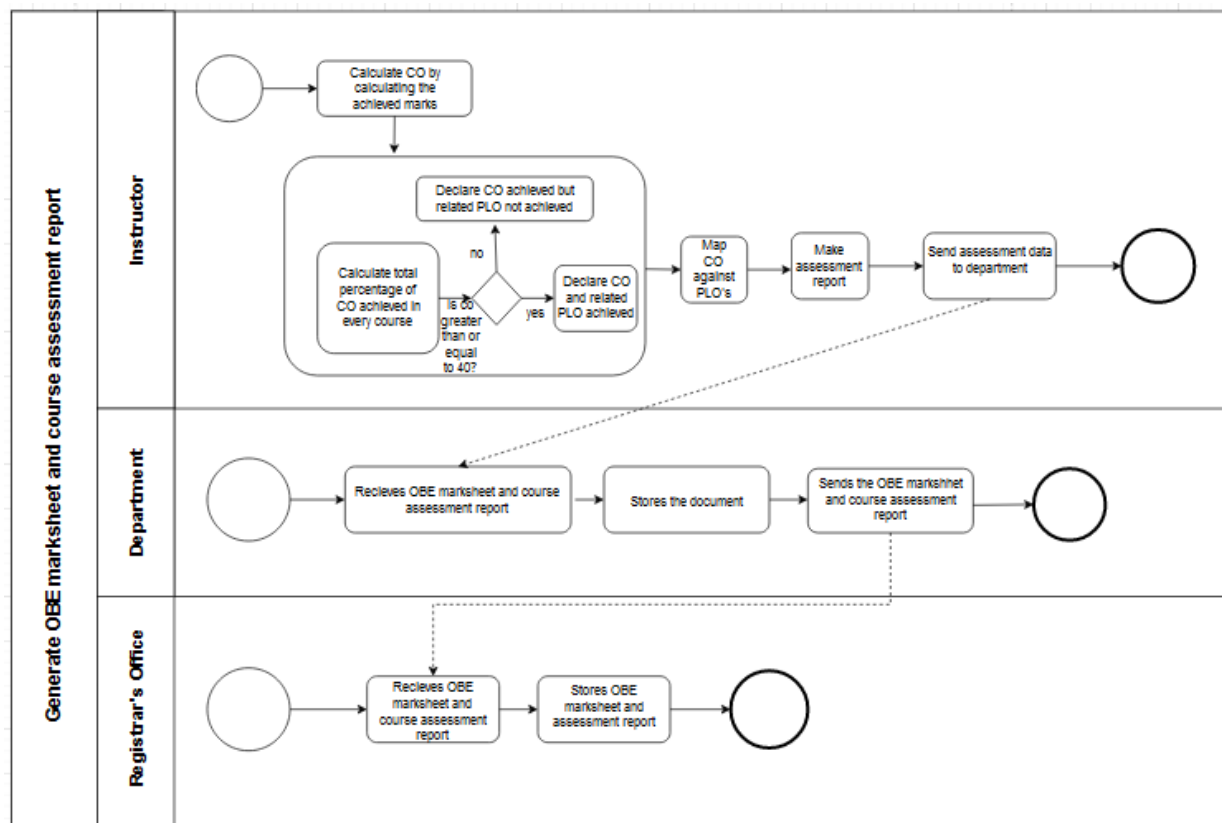 Generate OBE marksheet and course assessment report
Instructor
Calculate CO by
calculating the
achieved marks
Declare CO achieved but
related PLO not achieved
no
Calculate total
percentage of
CO achieved in
every course
is co
greater
than or
equal
to 40?
yes
Declare CO
and related
PLO achieved
Map
CO
against
PLO's
Make
assessment
report
Send assessment data
to department
Department
Recieves OBE marksheet and course
assessment report
Stores the document
Sends the OBE markshhet
and course assessment
report
Registrar's Office
Recieves OBE
marksheet and
course assessment
report
Stores OBE
marksheet and
assessment report